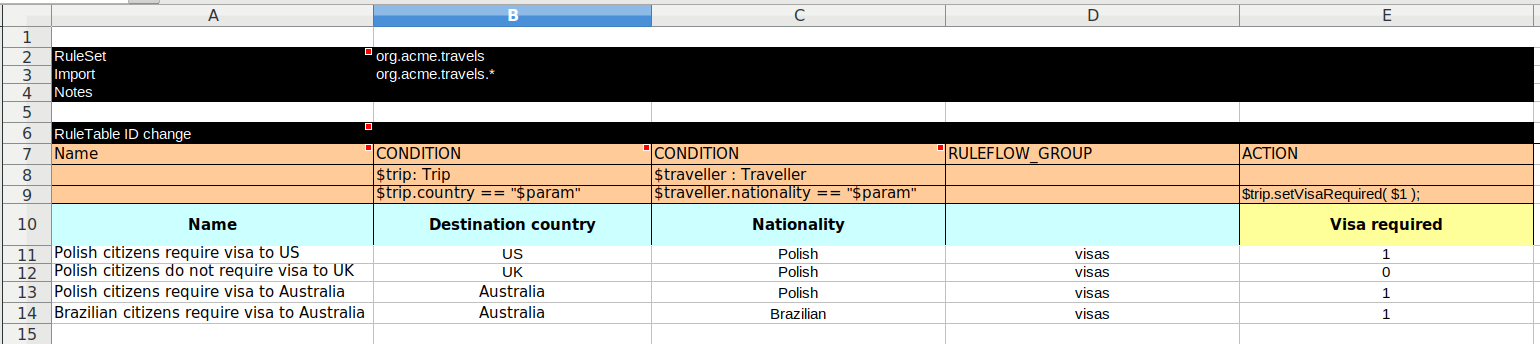 A B C D E
1
2 RuleSet org.acme.travels
3 Import org.acme.travels.*
4 Notes
5
6 RuleTable ID change
7 Name CONDITION CONDITION RULEFLOW_GROUP ACTION
8 $trip: Trip $traveller : Traveller
9 $trip.country == "$param" $traveller.nationality == "$param" $trip.setVisaRequired( $1 );
10 Name Destination country Nationality Visa required
11 Polish citizens require visa to US US Polish visas 1
12 Polish citizens do not require visa to UK UK Polish visas 0
13 Polish citizens require visa to Australia Australia Polish visas 1
14 Brazilian citizens require visa to Australia Australia Brazilian visas 1
15